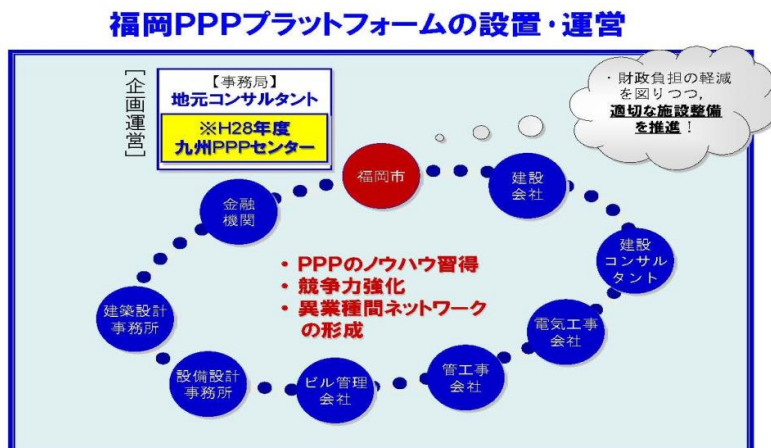 福岡PPPプラットフォームの設置・運営
[企画運営]
【事務局】
地元コンサルタント
※H28年度
九州PPPセンター
・財政負担の軽減
を図りつつ,
適切な施設整備
を推進！
福岡市
建設
会社
金融
機関
建設
コンサル
タント
・PPPのノウハウ習得
・競争力強化
・異業種間ネットワーク
の形成
建築設計
事務所
電気工事
会社
設備設計
事務所
ビル管理
会社
管工事
会社